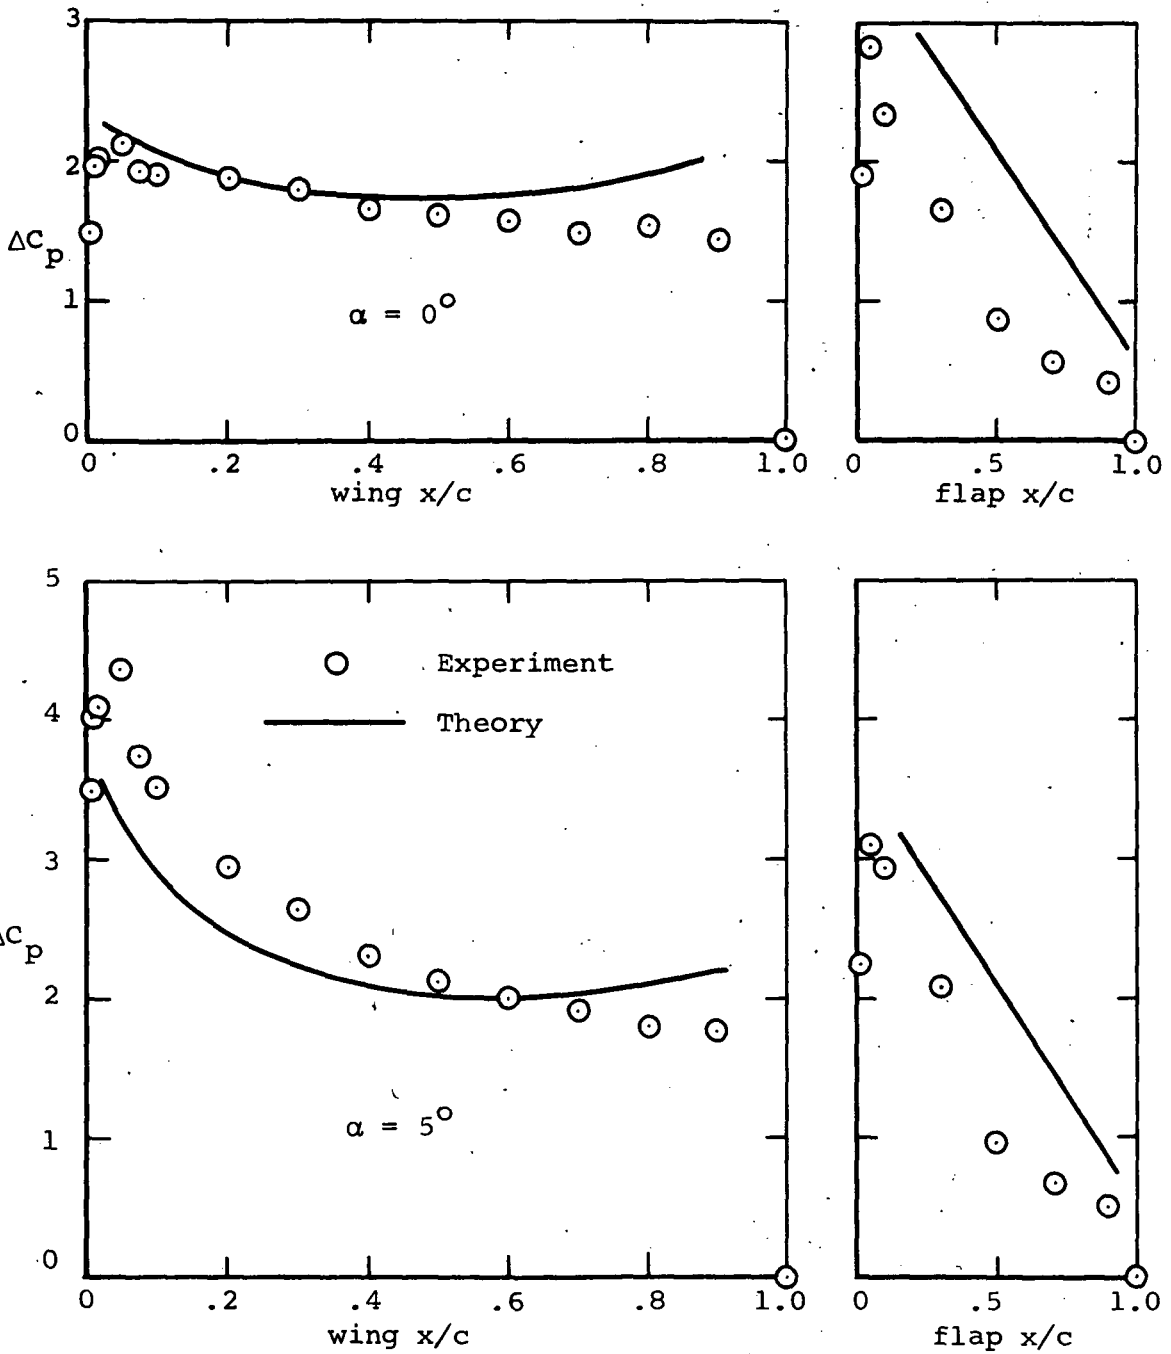 3
2
ΔCp
1
α = 0°
0
0 .2 .4 .6 .8 1.0
wing x/c
0 .5 1.0
flap x/c
5
Experiment
4
Theory
3
ΔCp
2
α = 5°
1
0
0 .2 .4 .6 .8 1.0
wing x/c
0 .5 1.0
flap x/c